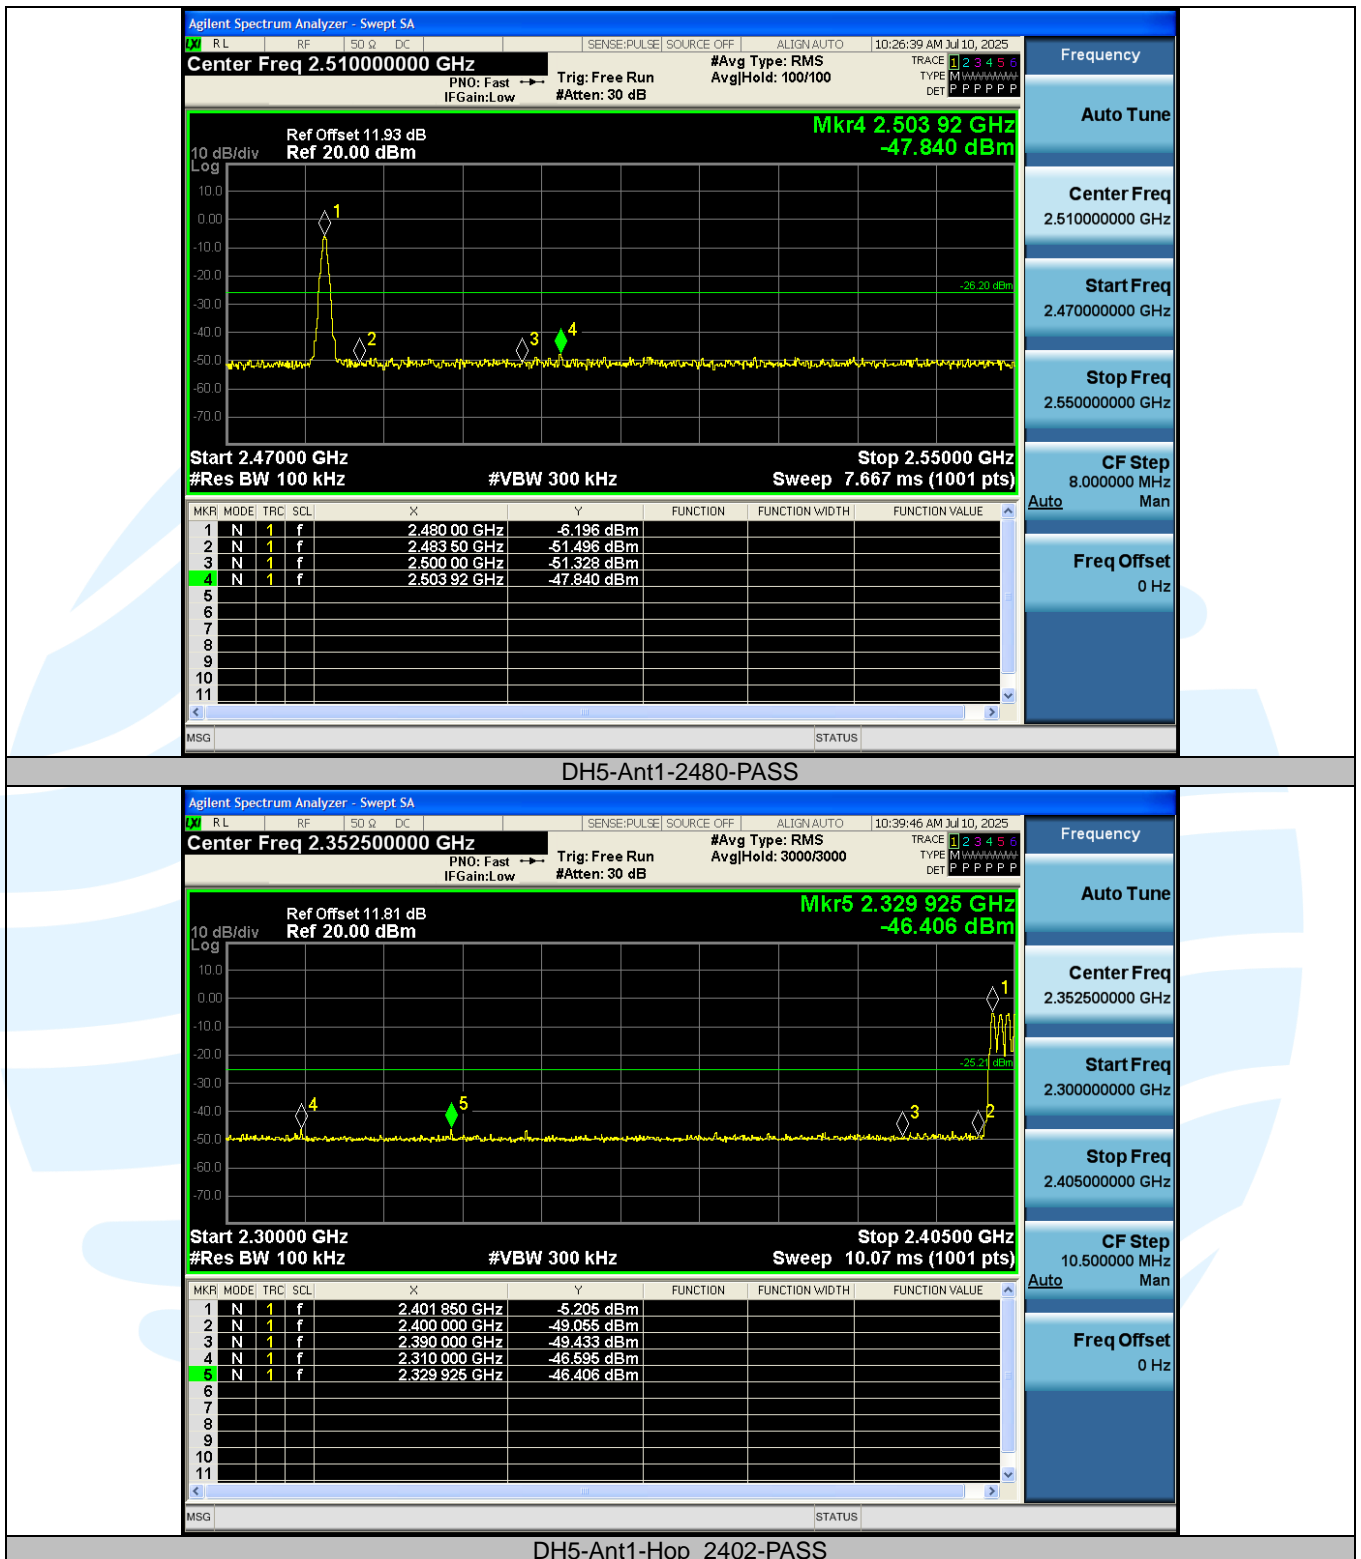 Agilent Spectrum Analyzer - Swept SA
LXI RL RF 50 Ω DC SENSE:PULSE SOURCE OFF ALIGN AUTO 10:26:39 AM Jul 10, 2025
Center Freq 2.510000000 GHz
PNO: Fast
IFGain:Low
Trig: Free Run
#Atten: 30 dB
#Avg Type: RMS
Avg|Hold: 100/100
TRACE 1 2 3 4 5 6
TYPE M WWWWW
DET P P P P P P
Mkr4 2.503 92 GHz
-47.840 dBm
Ref Offset 11.93 dB
10 dB/div Ref 20.00 dBm
Log
10.0
0.00
-10.0
-20.0
-30.0
-40.0
-50.0
-60.0
-70.0
1
2
3
4
-26.20 dBm
Start 2.47000 GHz Stop 2.55000 GHz
#Res BW 100 kHz #VBW 300 kHz Sweep 7.667 ms (1001 pts)
MKR MODE TRC SCL X Y FUNCTION FUNCTION WIDTH FUNCTION VALUE
1 N 1 f 2.480 00 GHz -6.196 dBm
2 N 1 f 2.483 50 GHz -51.496 dBm
3 N 1 f 2.500 00 GHz -51.328 dBm
4 N 1 f 2.503 92 GHz -47.840 dBm
5
6
7
8
9
10
11
MSG STATUS
Frequency
Auto Tune
Center Freq
2.510000000 GHz
Start Freq
2.470000000 GHz
Stop Freq
2.550000000 GHz
CF Step
8.000000 MHz
Auto Man
Freq Offset
0 Hz
DH5-Ant1-2480-PASS
Agilent Spectrum Analyzer - Swept SA
LXI RL RF 50 Ω DC SENSE:PULSE SOURCE OFF ALIGN AUTO 10:39:46 AM Jul 10, 2025
Center Freq 2.352500000 GHz
PNO: Fast
IFGain:Low
Trig: Free Run
#Atten: 30 dB
#Avg Type: RMS
Avg|Hold: 3000/3000
TRACE 1 2 3 4 5 6
TYPE M WWWWW
DET P P P P P P
Mkr5 2.329 925 GHz
-46.406 dBm
Ref Offset 11.81 dB
10 dB/div Ref 20.00 dBm
Log
10.0
0.00
-10.0
-20.0
-30.0
-40.0
-50.0
-60.0
-70.0
1
2
3
4
5
-25.21 dBm
Start 2.30000 GHz Stop 2.40500 GHz
#Res BW 100 kHz #VBW 300 kHz Sweep 10.07 ms (1001 pts)
MKR MODE TRC SCL X Y FUNCTION FUNCTION WIDTH FUNCTION VALUE
1 N 1 f 2.401 850 GHz -5.205 dBm
2 N 1 f 2.400 000 GHz -49.055 dBm
3 N 1 f 2.390 000 GHz -49.433 dBm
4 N 1 f 2.310 000 GHz -46.595 dBm
5 N 1 f 2.329 925 GHz -46.406 dBm
6
7
8
9
10
11
MSG STATUS
Frequency
Auto Tune
Center Freq
2.352500000 GHz
Start Freq
2.300000000 GHz
Stop Freq
2.405000000 GHz
CF Step
10.500000 MHz
Auto Man
Freq Offset
0 Hz
DH5-Ant1-Hop_2402-PASS